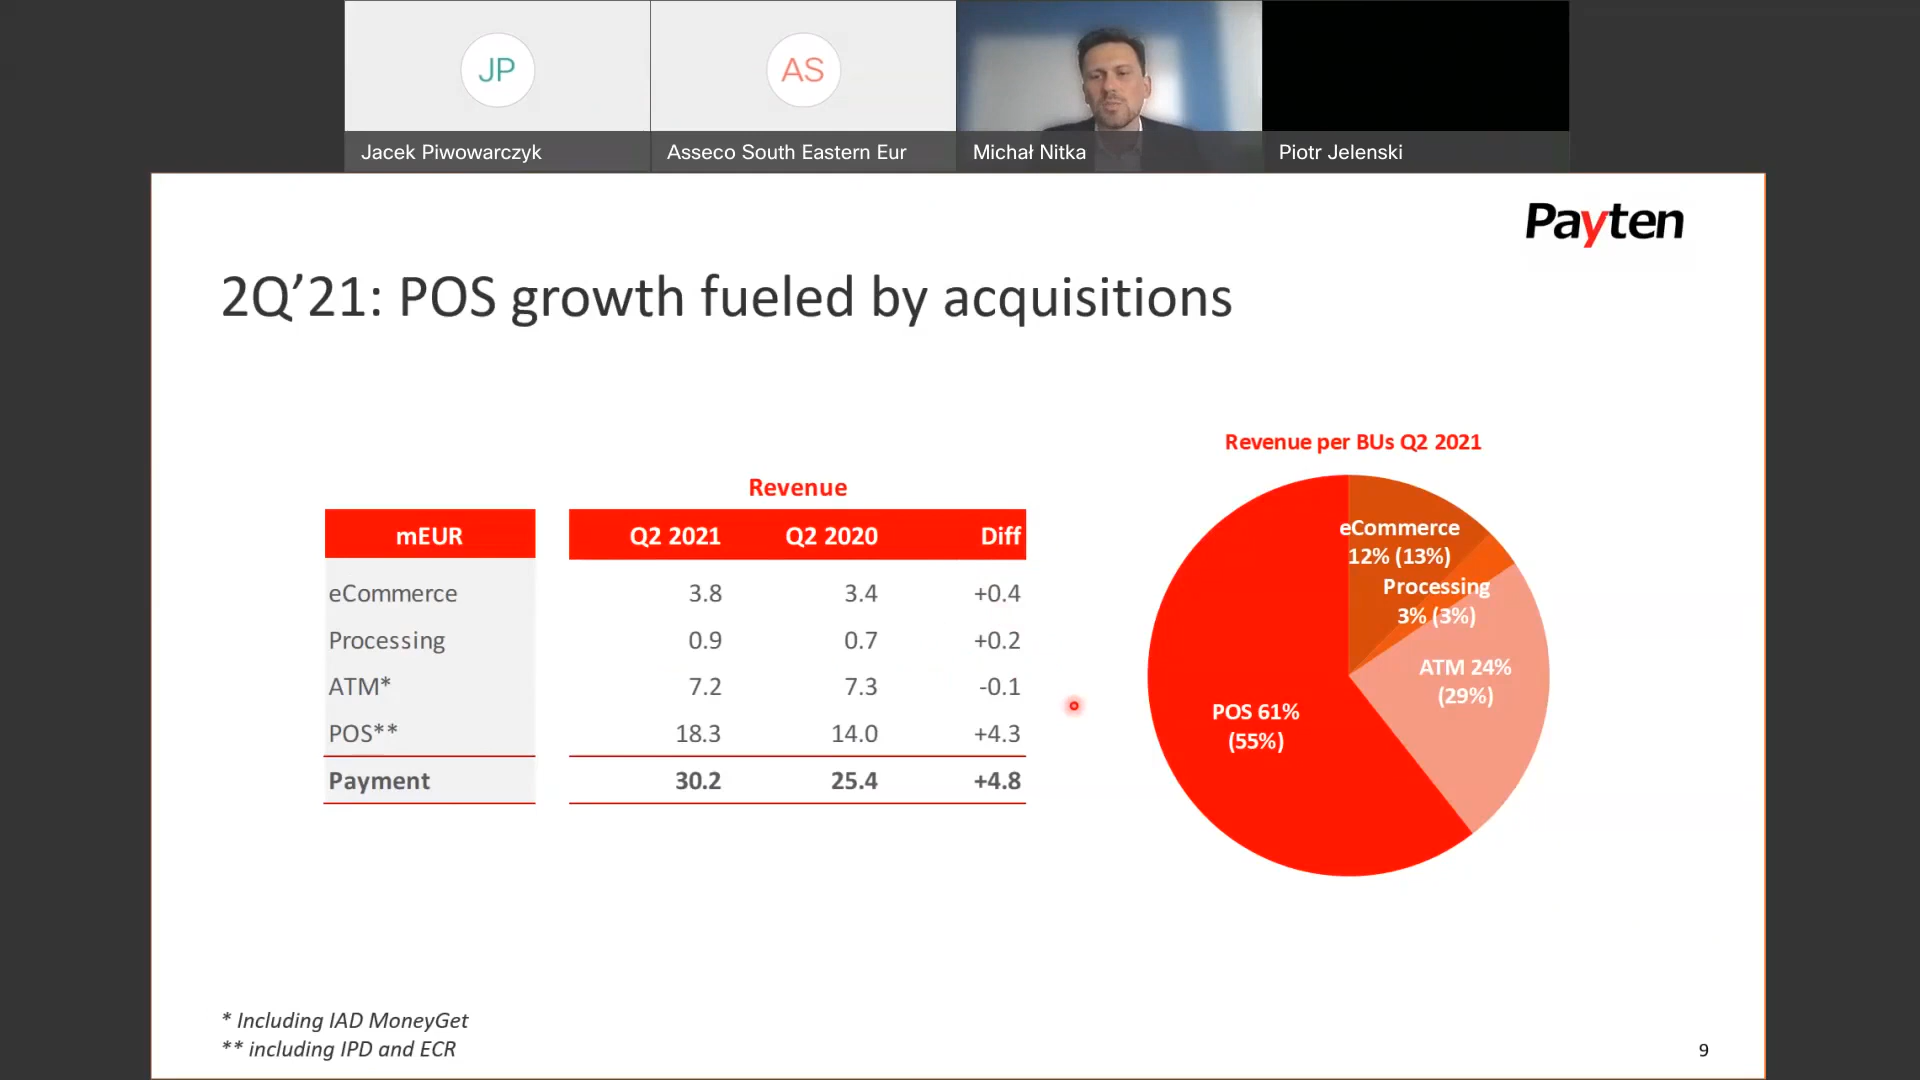 JP
AS
Jacek Piwowarczyk
Asseco South Eastern Eur
Michał Nitka
Piotr Jelenski
Payten
2Q’21: POS growth fueled by acquisitions
Revenue
mEUR Q2 2021 Q2 2020 Diff
eCommerce 3.8 3.4 +0.4
Processing 0.9 0.7 +0.2
ATM* 7.2 7.3 -0.1
POS** 18.3 14.0 +4.3
Payment 30.2 25.4 +4.8
Revenue per BUs Q2 2021
eCommerce
12% (13%)
Processing
3% (3%)
ATM 24%
(29%)
POS 61%
(55%)
* Including IAD MoneyGet
** including IPD and ECR
9